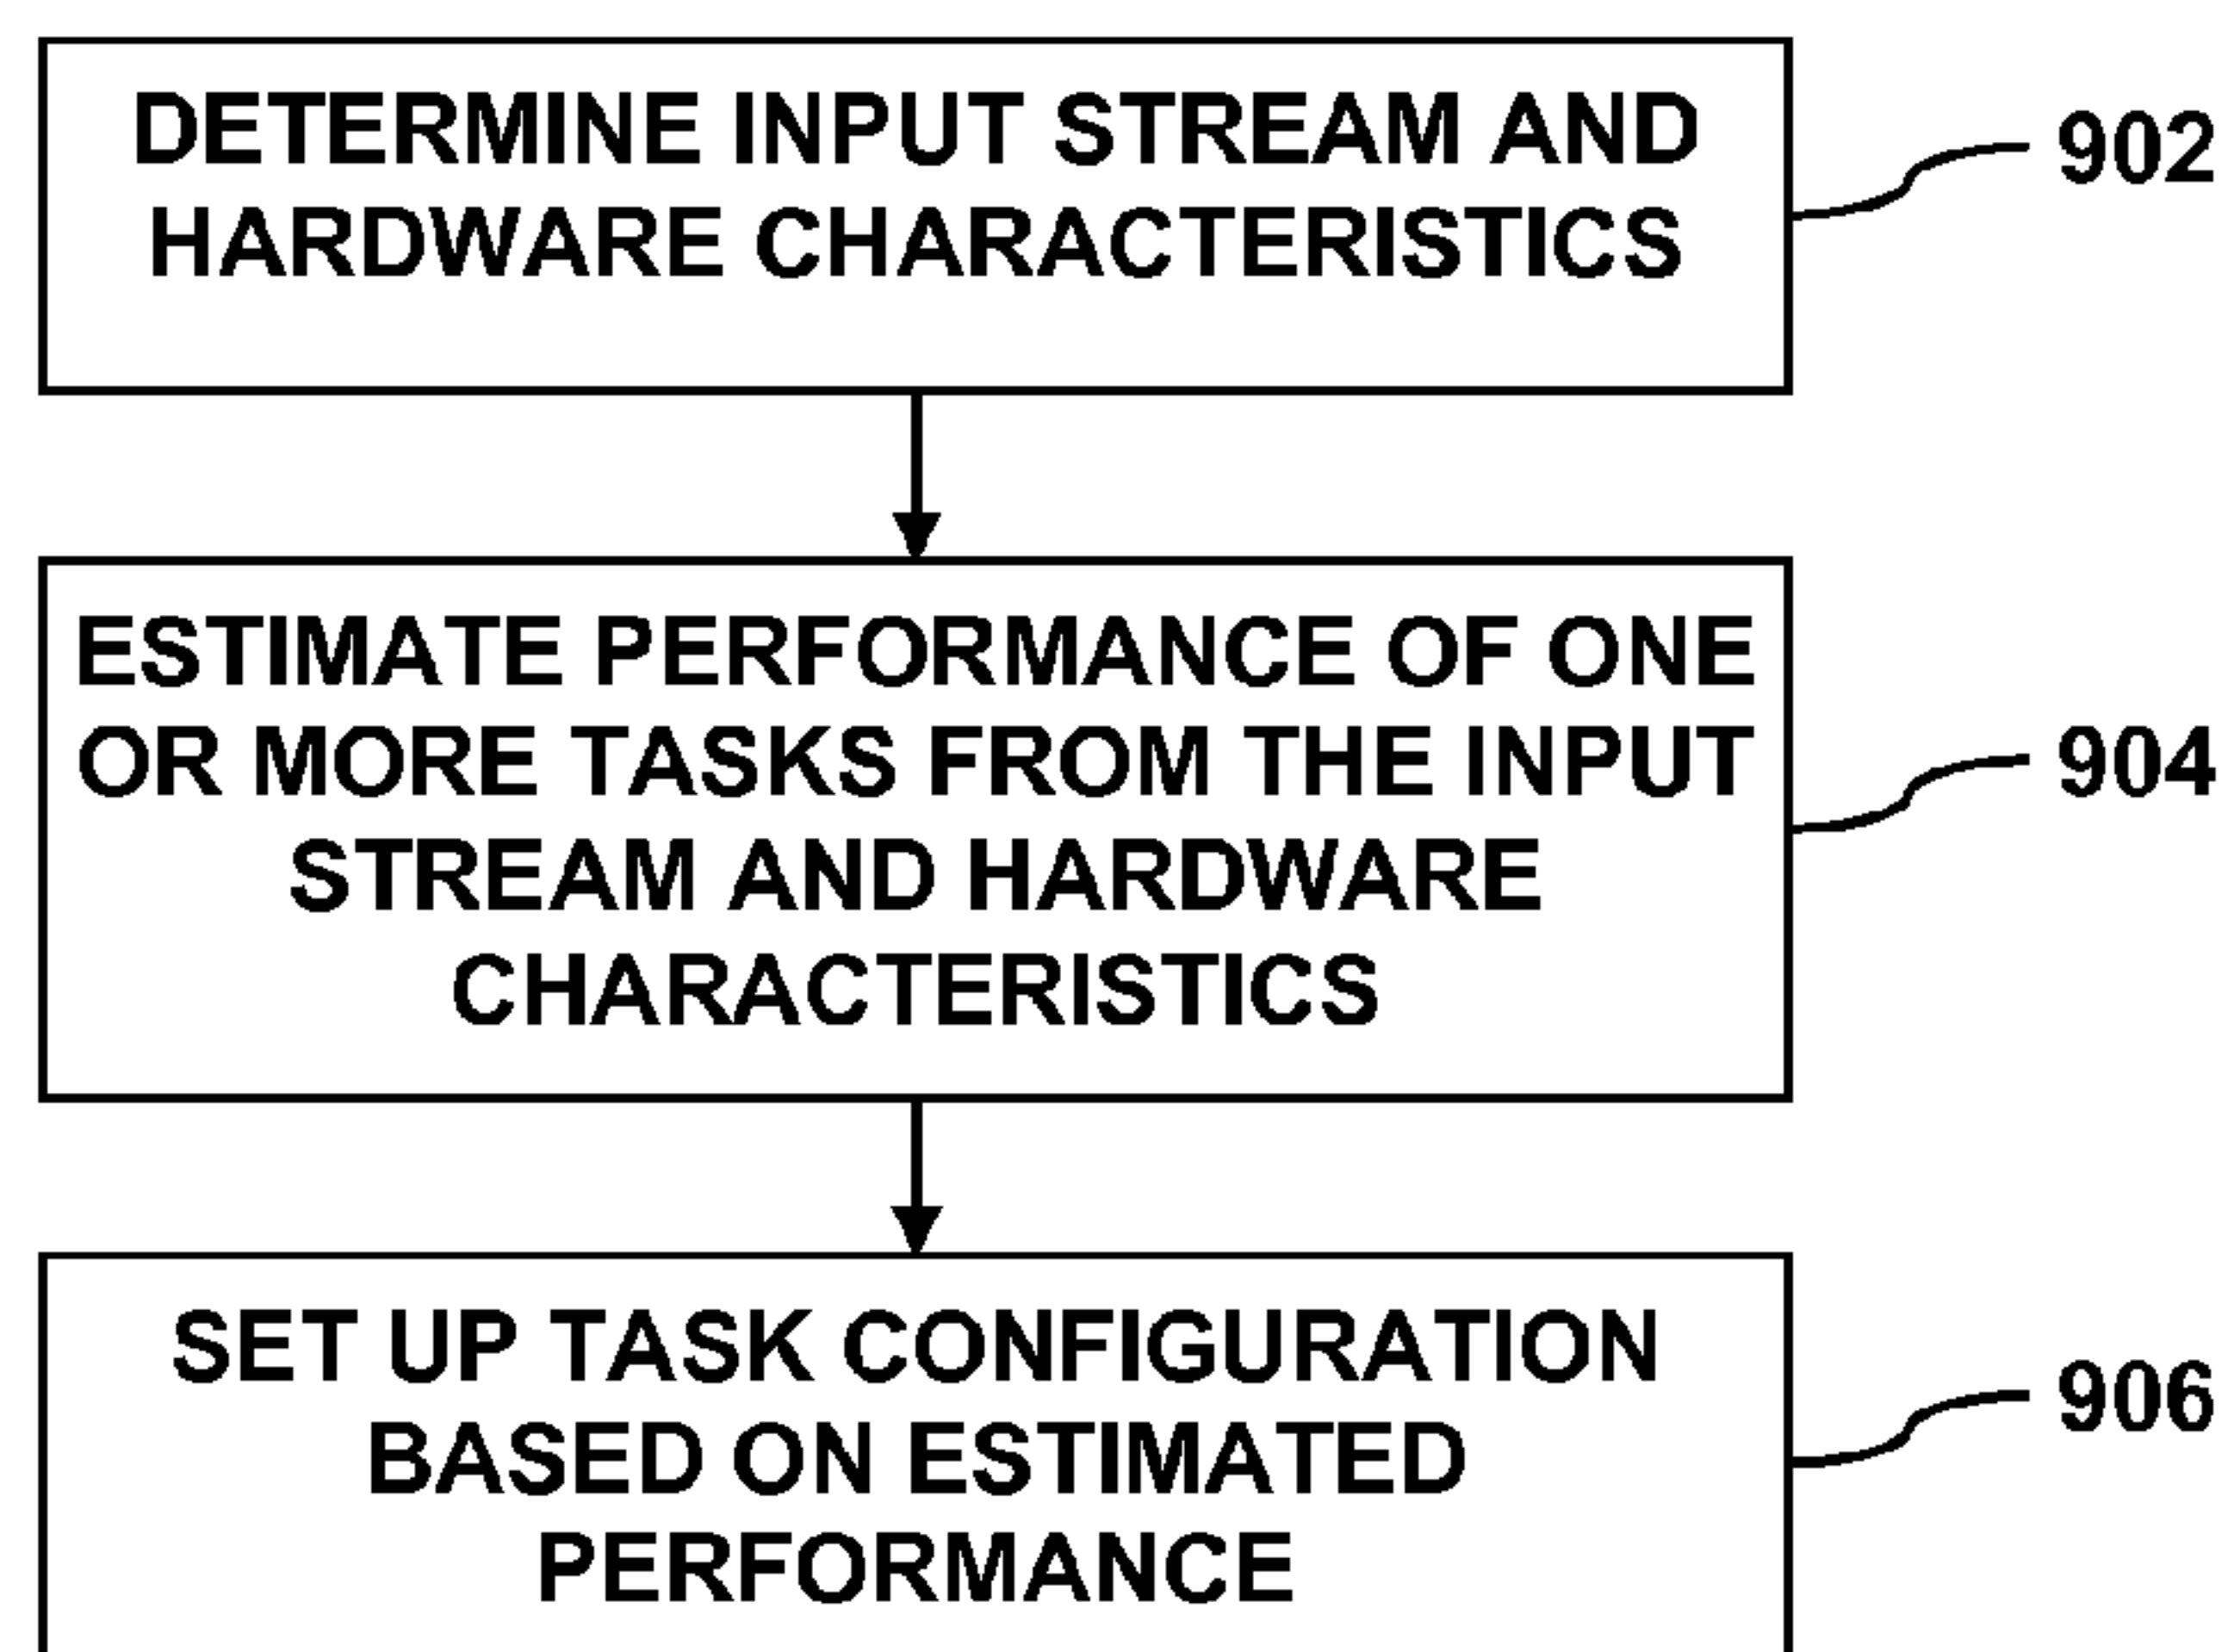 DETERMINE INPUT STREAM AND
HARDWARE CHARACTERISTICS
902
ESTIMATE PERFORMANCE OF ONE
OR MORE TASKS FROM THE INPUT
STREAM AND HARDWARE
CHARACTERISTICS
904
SET UP TASK CONFIGURATION
BASED ON ESTIMATED
PERFORMANCE
906